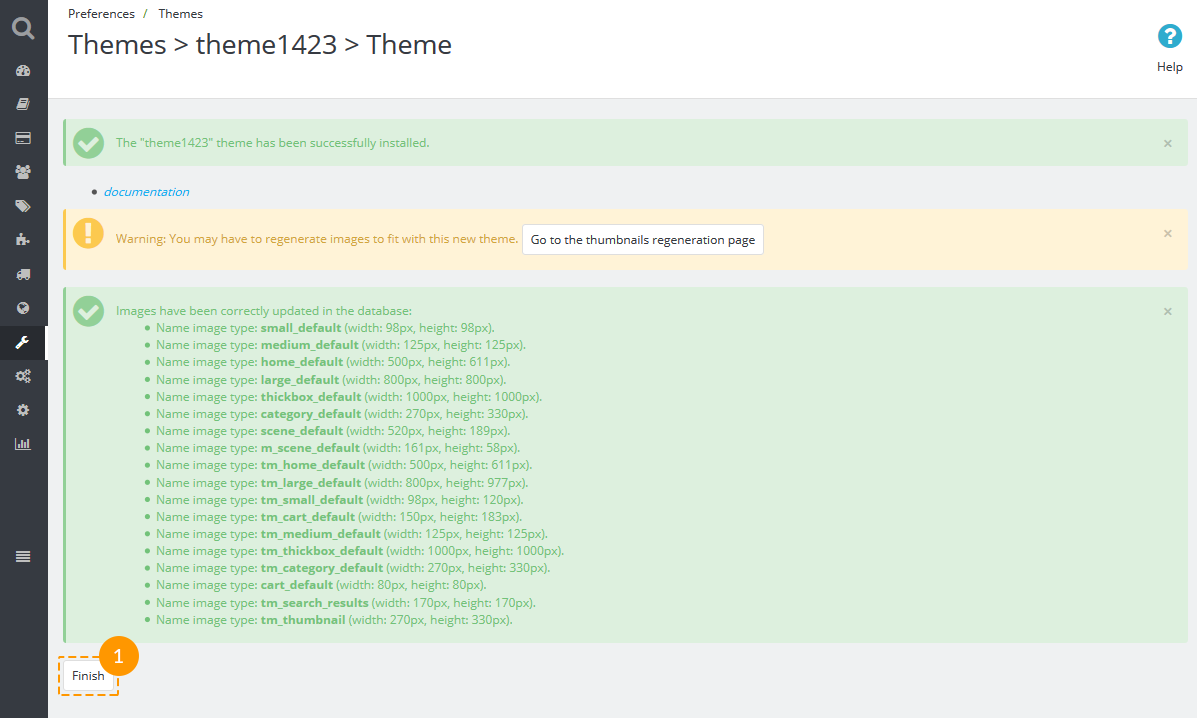 Preferences / Themes
Themes > theme1423 > Theme
Help
The "theme1423" theme has been successfully installed.
documentation
Warning: You may have to regenerate images to fit with this new theme. Go to the thumbnails regeneration page
Images have been correctly updated in the database:
Name image type: small_default (width: 98px, height: 98px).
Name image type: medium_default (width: 125px, height: 125px).
Name image type: home_default (width: 500px, height: 611px).
Name image type: large_default (width: 800px, height: 800px).
Name image type: thickbox_default (width: 1000px, height: 1000px).
Name image type: category_default (width: 270px, height: 330px).
Name image type: scene_default (width: 520px, height: 189px).
Name image type: m_scene_default (width: 161px, height: 58px).
Name image type: tm_home_default (width: 500px, height: 611px).
Name image type: tm_large_default (width: 800px, height: 977px).
Name image type: tm_small_default (width: 98px, height: 120px).
Name image type: tm_cart_default (width: 150px, height: 183px).
Name image type: tm_medium_default (width: 125px, height: 125px).
Name image type: tm_thickbox_default (width: 1000px, height: 1000px).
Name image type: tm_category_default (width: 270px, height: 330px).
Name image type: cart_default (width: 80px, height: 80px).
Name image type: tm_search_results (width: 170px, height: 170px).
Name image type: tm_thumbnail (width: 270px, height: 330px).
1
Finish